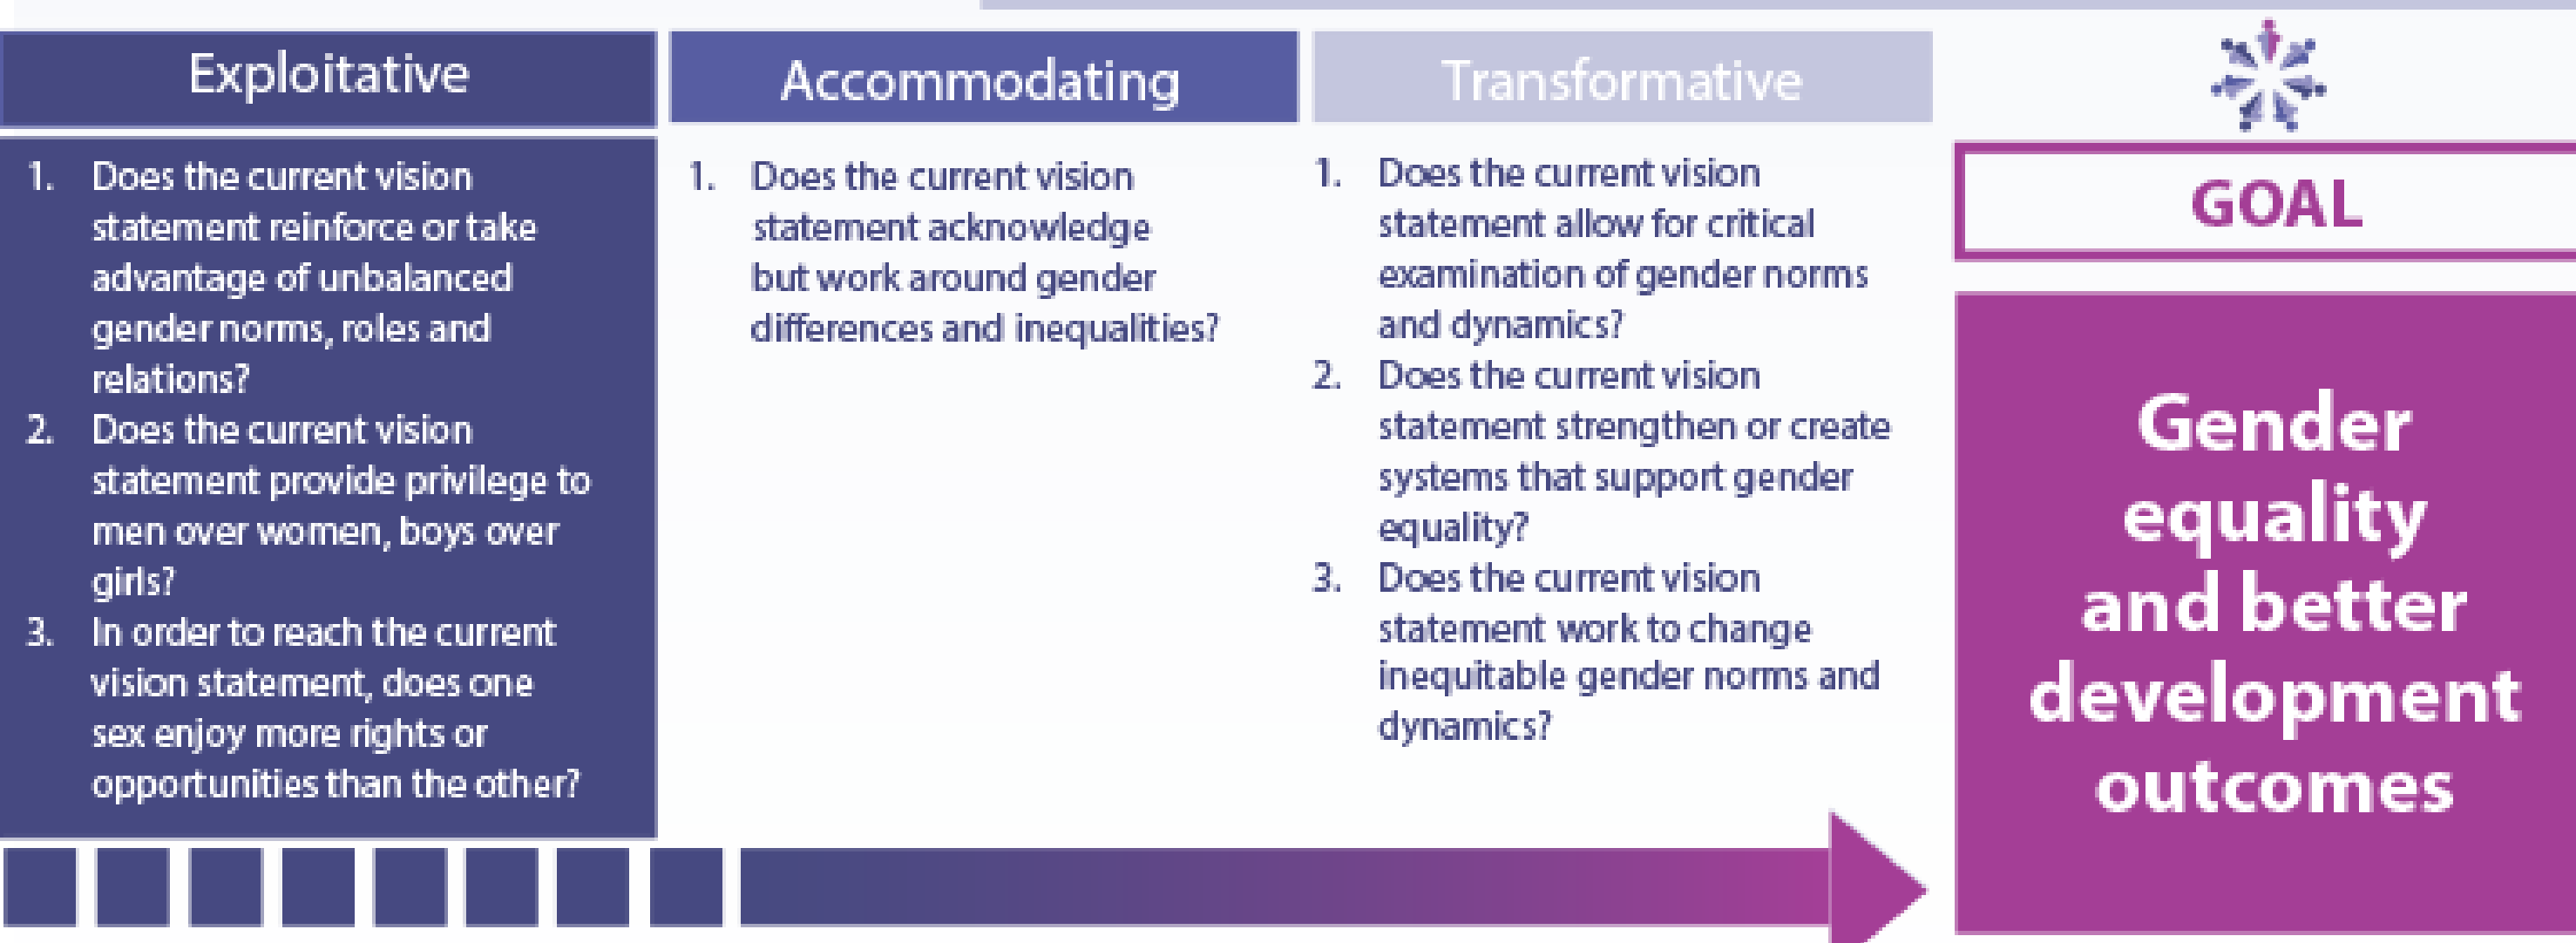 Exploitative
1. Does the current vision
statement reinforce or take
advantage of unbalanced
gender norms, roles and
relations?
2. Does the current vision
statement provide privilege to
men over women, boys over
girls?
3. In order to reach the current
vision statement, does one
sex enjoy more rights or
opportunities than the other?
Accommodating
1. Does the current vision
statement acknowledge
but work around gender
differences and inequalities?
Transformative
1. Does the current vision
statement allow for critical
examination of gender norms
and dynamics?
2. Does the current vision
statement strengthen or create
systems that support gender
equality?
3. Does the current vision
statement work to change
inequitable gender norms and
dynamics?
GOAL
Gender
equality
and better
development
outcomes